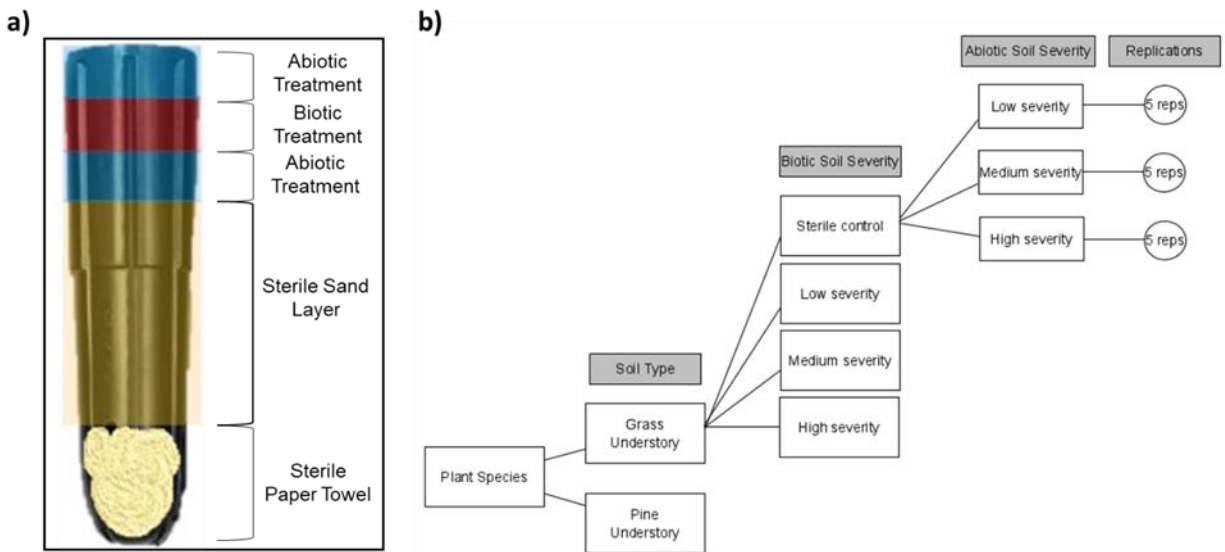 a)
Abiotic
Treatment
Biotic
Treatment
Abiotic
Treatment
Sterile Sand
Layer
Sterile
Paper Towel
b)
Abiotic Soil Severity
Replications
Low severity
5 reps
Biotic Soil Severity
Medium severity
5 reps
Sterile control
High severity
5 reps
Low severity
Soil Type
Medium severity
Grass
Understory
High severity
Plant Species
Pine
Understory